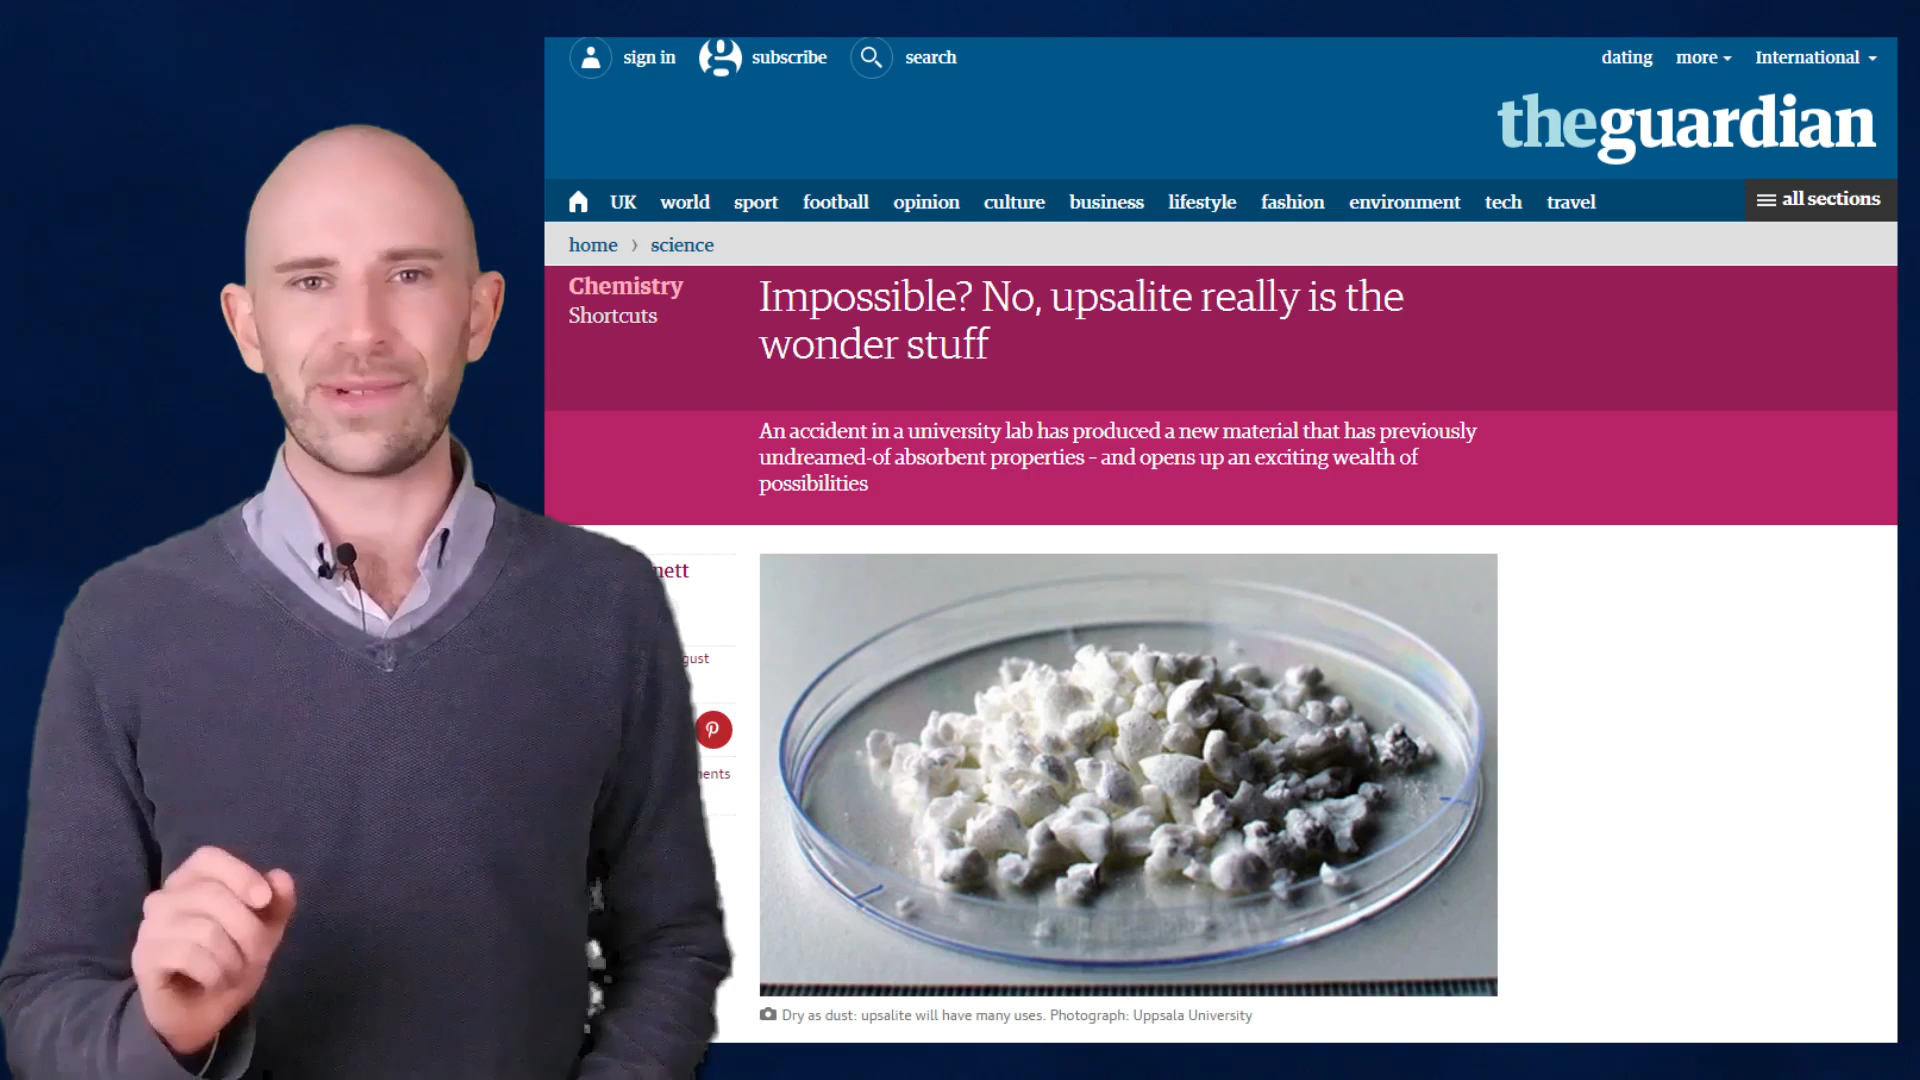 sign in
subscribe
search
dating
more
International
theguardian
UK
world
sport
football
opinion
culture
business
lifestyle
fashion
environment
tech
travel
all sections
home › science
Chemistry
Shortcuts
Impossible? No, upsalite really is the
wonder stuff
An accident in a university lab has produced a new material that has previously
undreamed-of absorbent properties – and opens up an exciting wealth of
possibilities
Dry as dust: upsalite will have many uses. Photograph: Uppsala University